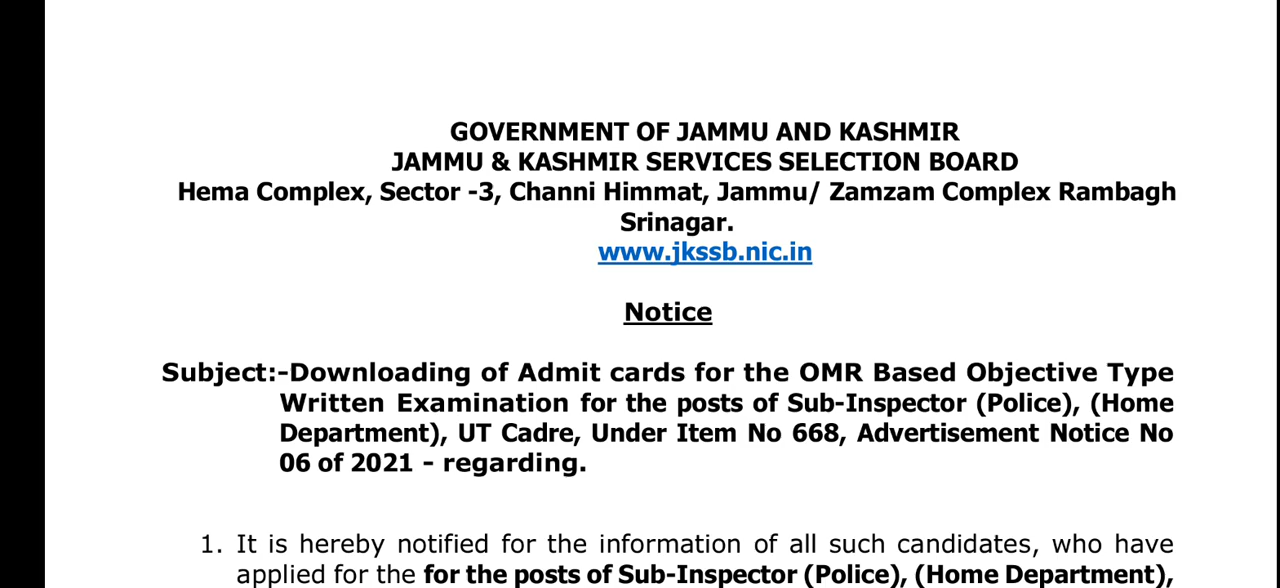 GOVERNMENT OF JAMMU AND KASHMIR
JAMMU & KASHMIR SERVICES SELECTION BOARD
Hema Complex, Sector -3, Channi Himmat, Jammu/ Zamzam Complex Rambagh
Srinagar.
www.jkssb.nic.in
Notice
Subject:-Downloading of Admit cards for the OMR Based Objective Type
Written Examination for the posts of Sub-Inspector (Police), (Home
Department), UT Cadre, Under Item No 668, Advertisement Notice No
06 of 2021 - regarding.
1. It is hereby notified for the information of all such candidates, who have
applied for the for the posts of Sub-Inspector (Police), (Home Department),